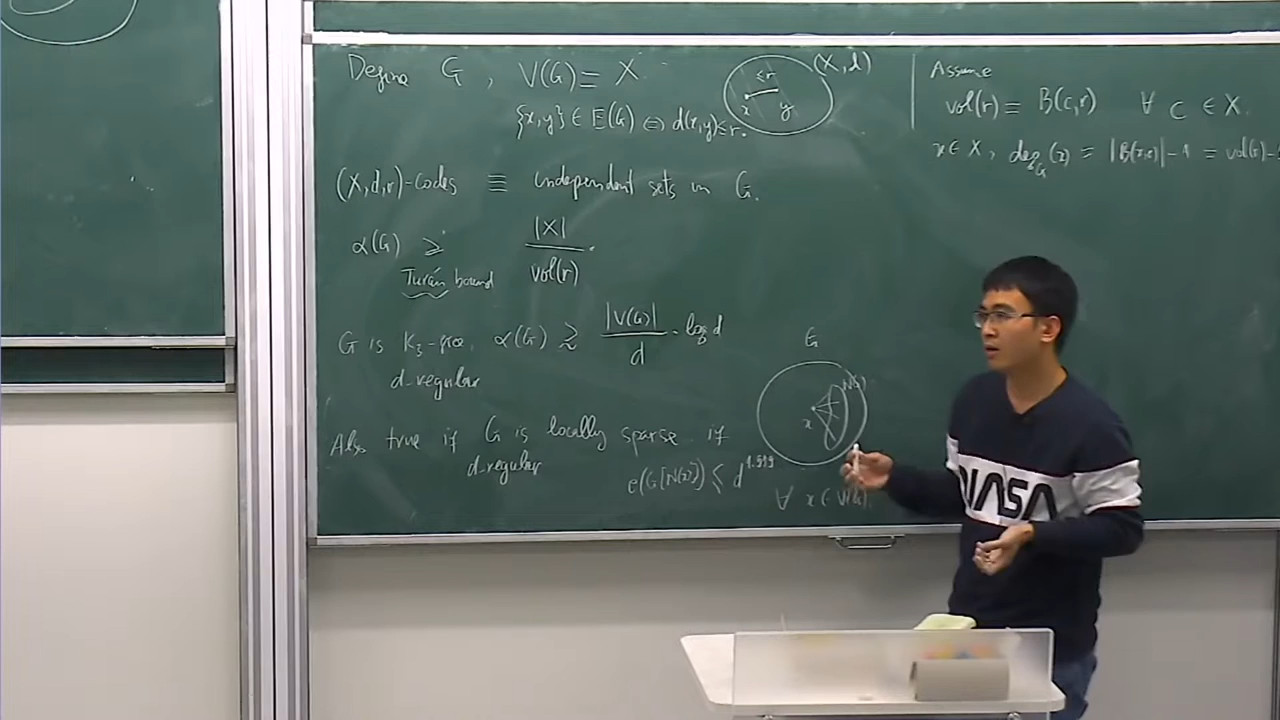 Define G, V(G) = X.
{x,y} ∈ E(G) ⇔ d(x,y) ≤ r.
≤r
x y
(X, d)
(X,d,r)-codes ≡ independent sets in G.
α(G) ≥ |X| / vol(r).
Turán bound
G is K₃-free, α(G) ≳ |V(G)| / d · log d
d-regular
Also true if G is locally sparse if
d-regular
e(G[N(x)]) ≤ d^1.999
∀ x ∈ V(G).
G
x
N(x)
Assume
vol(r) ≡ B(c,r) ∀ c ∈ X.
x ∈ X, deg_G(x) = |B(x,r)| - 1 = vol(r) -
NASA